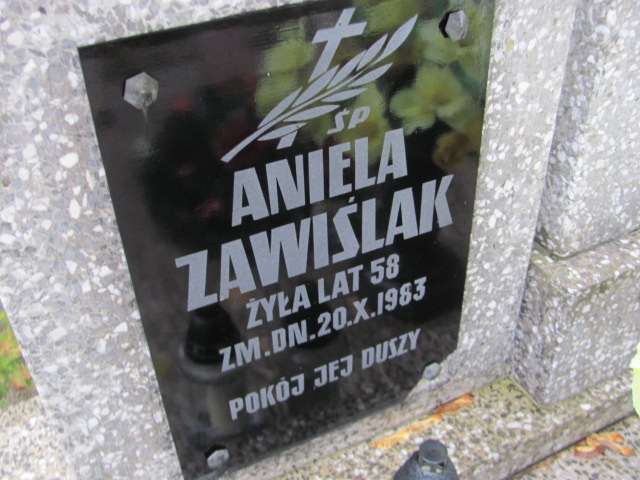 ŚP
ANIELA
ZAWIŚLAK
ŻYŁA LAT 58
ZM.DN.20.X.1983
POKÓJ JEJ DUSZY